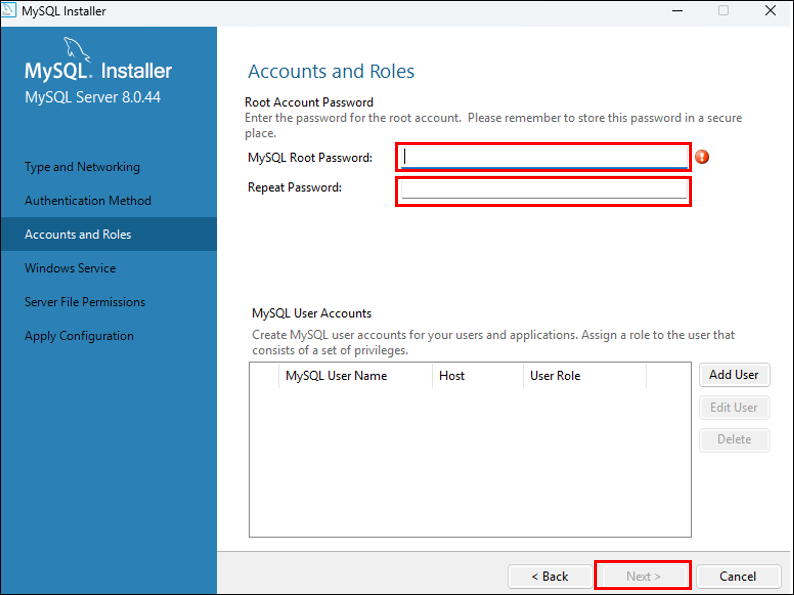 MySQL Installer
MySQL. Installer
MySQL Server 8.0.44
Type and Networking
Authentication Method
Accounts and Roles
Windows Service
Server File Permissions
Apply Configuration
Accounts and Roles
Root Account Password
Enter the password for the root account.  Please remember to store this password in a secure
place.
MySQL Root Password:
Repeat Password:
MySQL User Accounts
Create MySQL user accounts for your users and applications. Assign a role to the user that
consists of a set of privileges.
MySQL User Name Host User Role
Add User
Edit User
Delete
< Back Next > Cancel